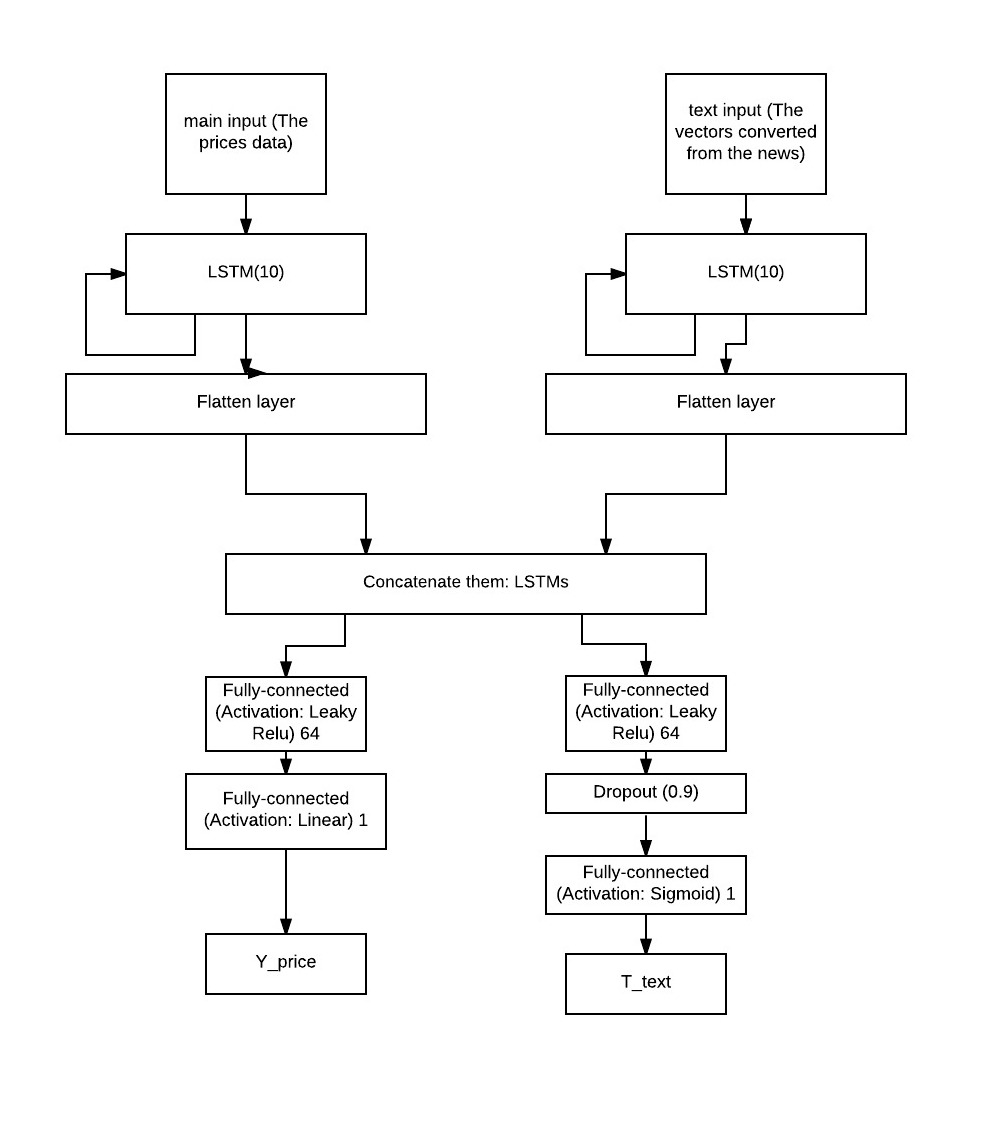 main input (The
prices data)
text input (The
vectors converted
from the news)
LSTM(10)
LSTM(10)
Flatten layer
Flatten layer
Concatenate them: LSTMs
Fully-connected
(Activation: Leaky
Relu) 64
Fully-connected
(Activation: Leaky
Relu) 64
Fully-connected
(Activation: Linear) 1
Dropout (0.9)
Fully-connected
(Activation: Sigmoid) 1
Y_price
T_text